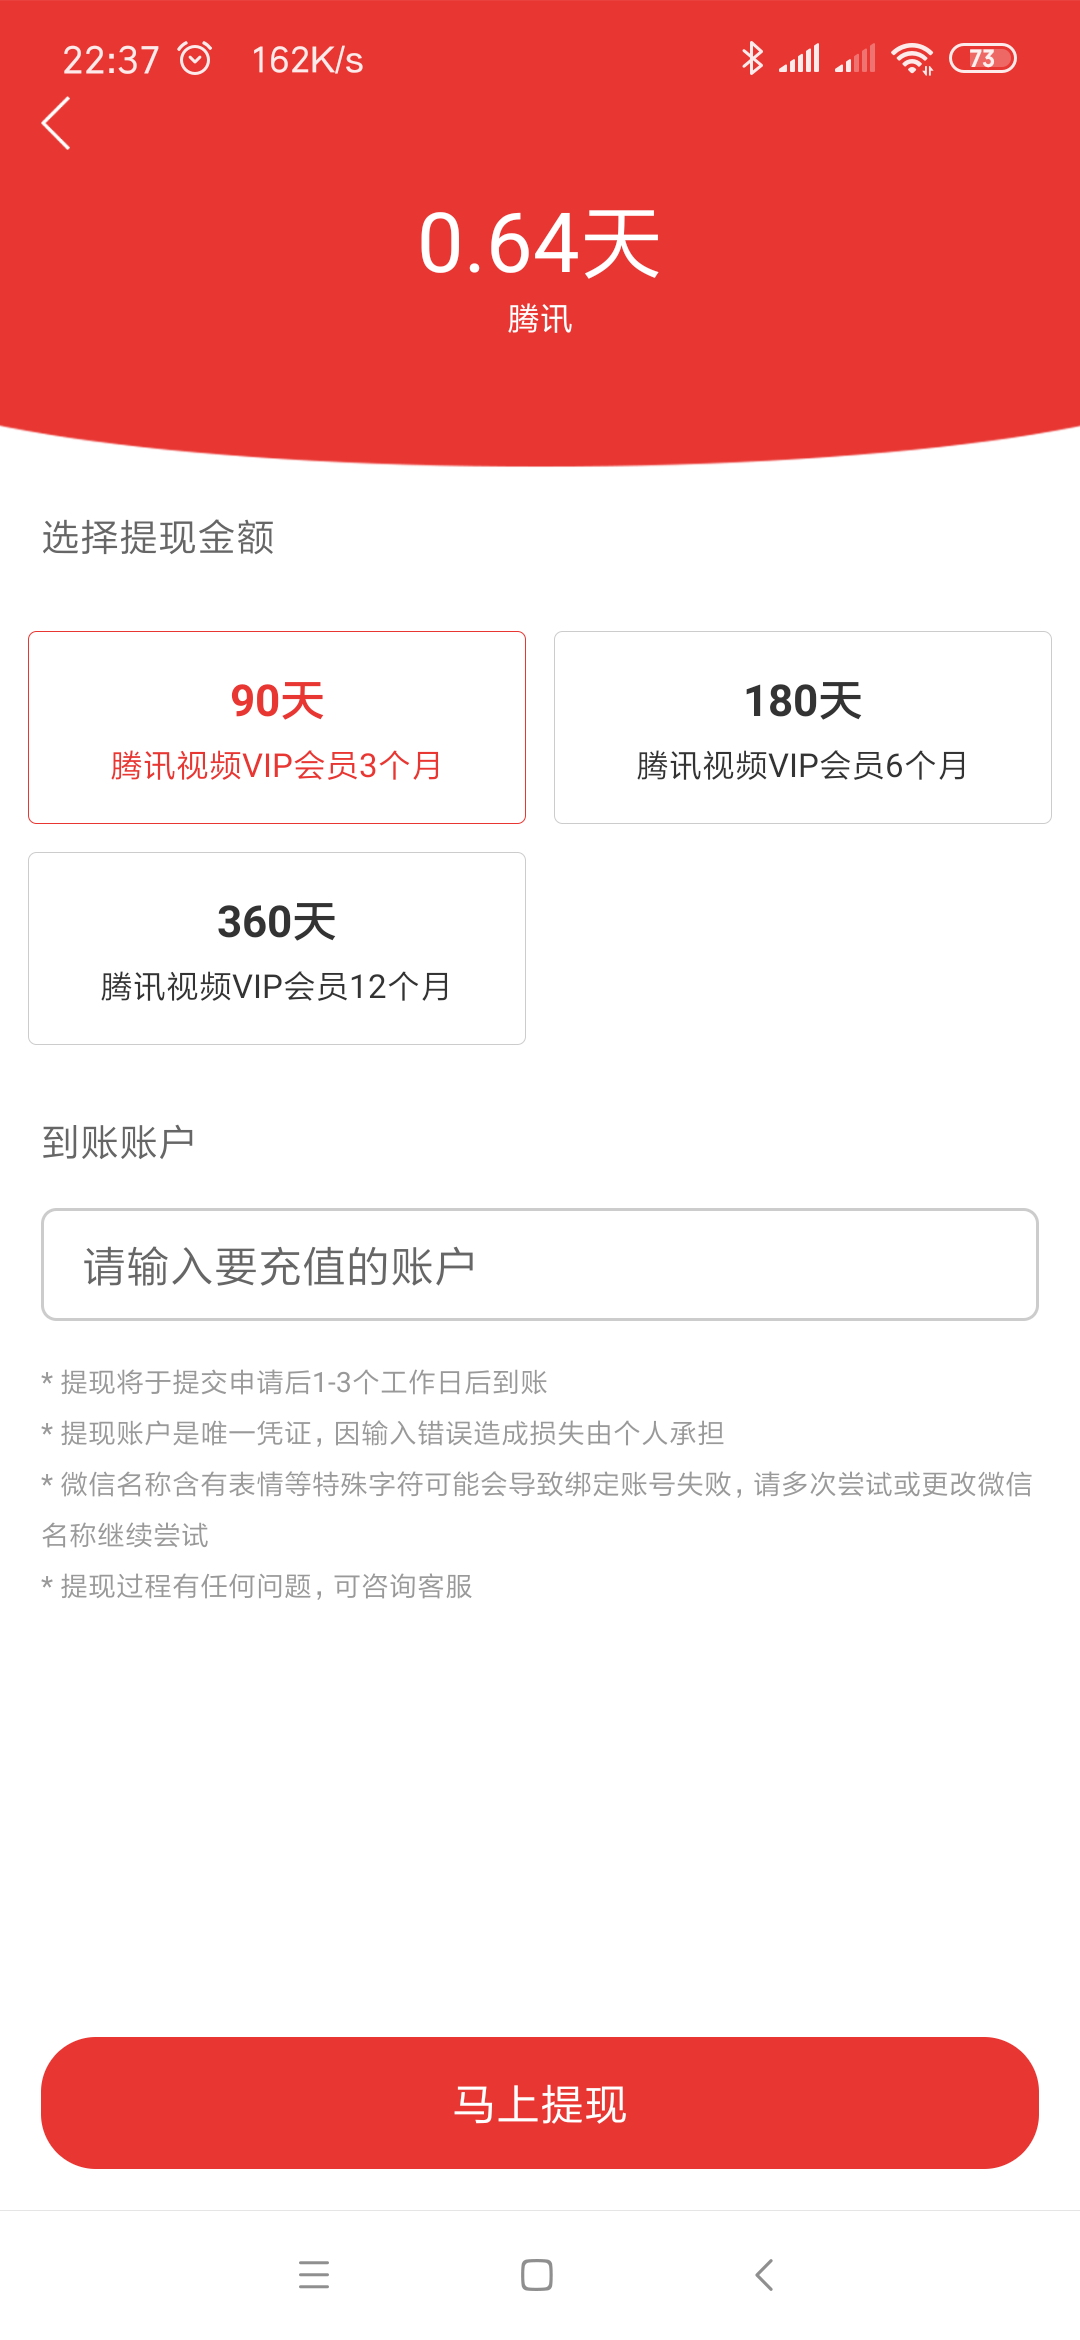 22:37 162K/s 73
0.64天
腾讯
选择提现金额
90天
腾讯视频VIP会员3个月
180天
腾讯视频VIP会员6个月
360天
腾讯视频VIP会员12个月
到账账户
请输入要充值的账户
* 提现将于提交申请后1-3个工作日后到账
* 提现账户是唯一凭证，因输入错误造成损失由个人承担
* 微信名称含有表情等特殊字符可能会导致绑定账号失败，请多次尝试或更改微信
名称继续尝试
* 提现过程有任何问题，可咨询客服
马上提现